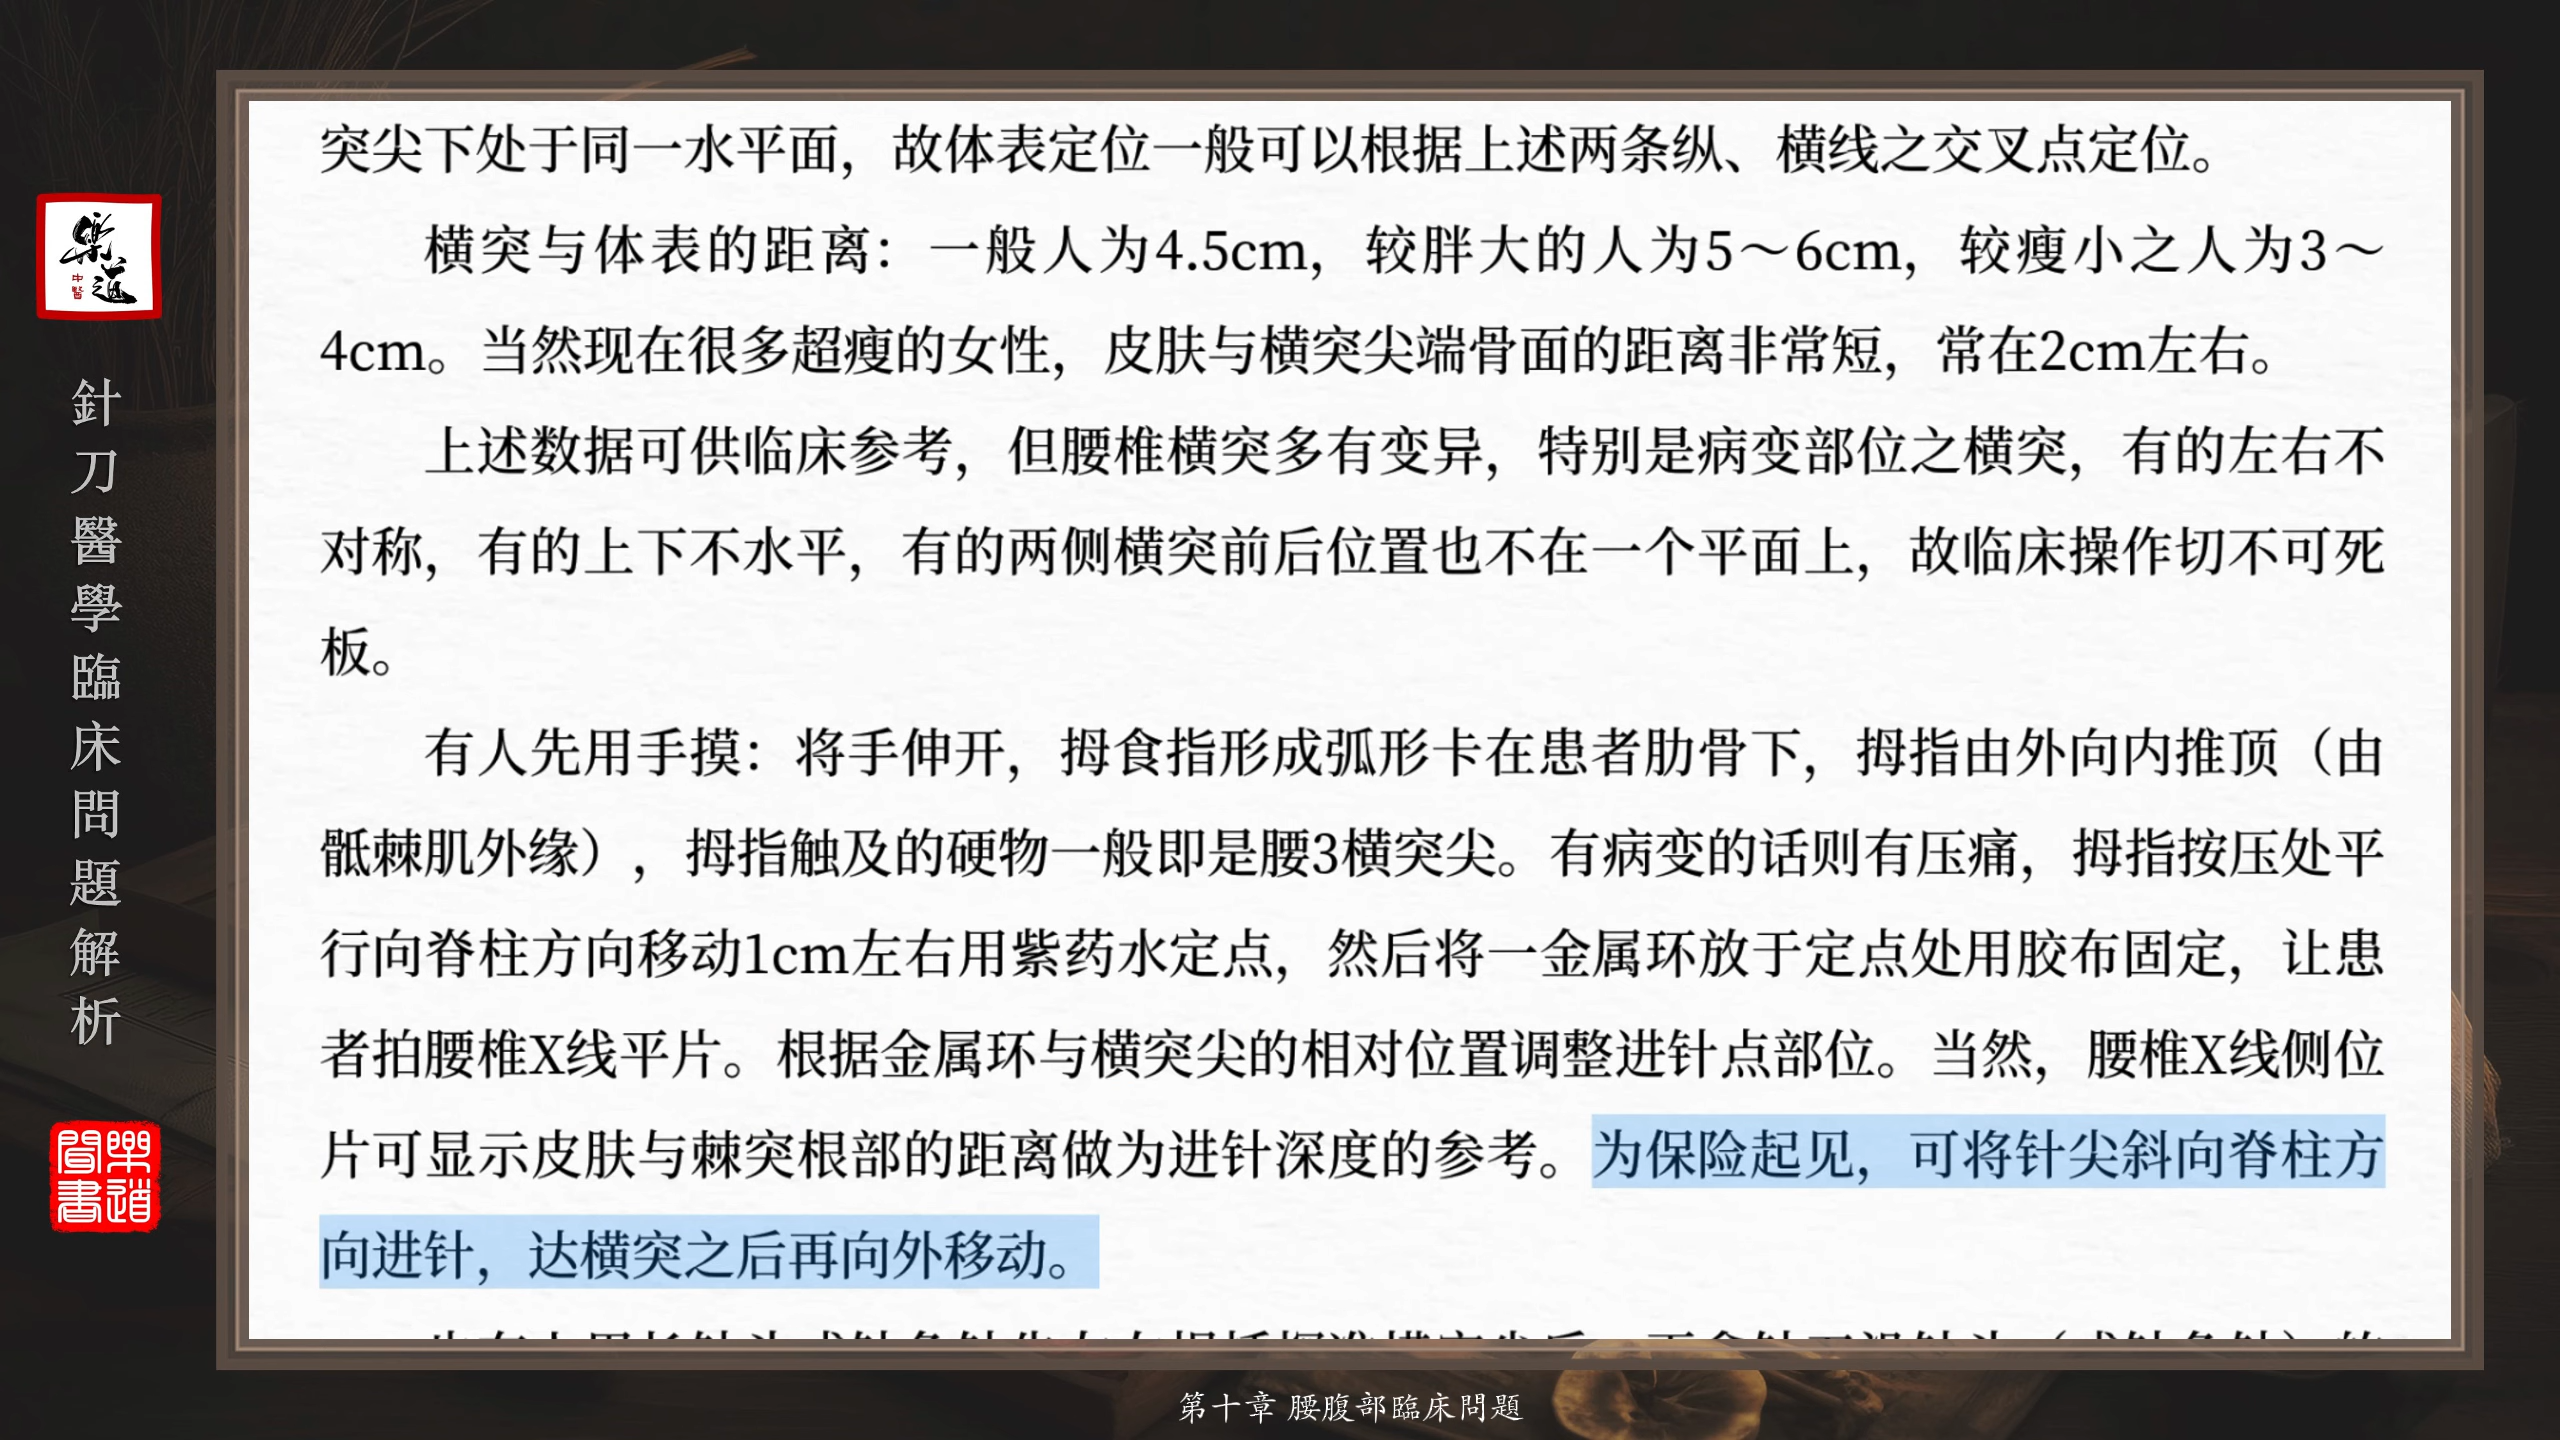 突尖下处于同一水平面，故体表定位一般可以根据上述两条纵、横线之交叉点定位。
横突与体表的距离：一般人为4.5cm，较胖大的人为5～6cm，较瘦小之人为3～
4cm。当然现在很多超瘦的女性，皮肤与横突尖端骨面的距离非常短，常在2cm左右。
上述数据可供临床参考，但腰椎横突多有变异，特别是病变部位之横突，有的左右不
对称，有的上下不水平，有的两侧横突前后位置也不在一个平面上，故临床操作切不可死
板。
有人先用手摸：将手伸开，拇食指形成弧形卡在患者肋骨下，拇指由外向内推顶（由
骶棘肌外缘），拇指触及的硬物一般即是腰3横突尖。有病变的话则有压痛，拇指按压处平
行向脊柱方向移动1cm左右用紫药水定点，然后将一金属环放于定点处用胶布固定，让患
者拍腰椎X线平片。根据金属环与横突尖的相对位置调整进针点部位。当然，腰椎X线侧位
片可显示皮肤与棘突根部的距离做为进针深度的参考。为保险起见，可将针尖斜向脊柱方
向进针，达横突之后再向外移动。
樂道
中醫
針刀醫學臨床問題解析
樂道
閱書
第十章 腰腹部臨床問題